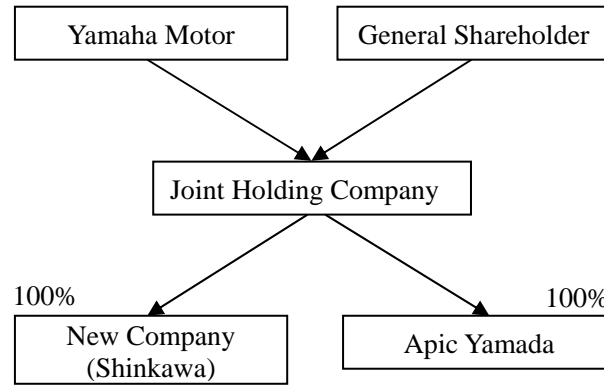 Yamaha Motor
General Shareholder
Joint Holding Company
100%
100%
New Company
(Shinkawa)
Apic Yamada